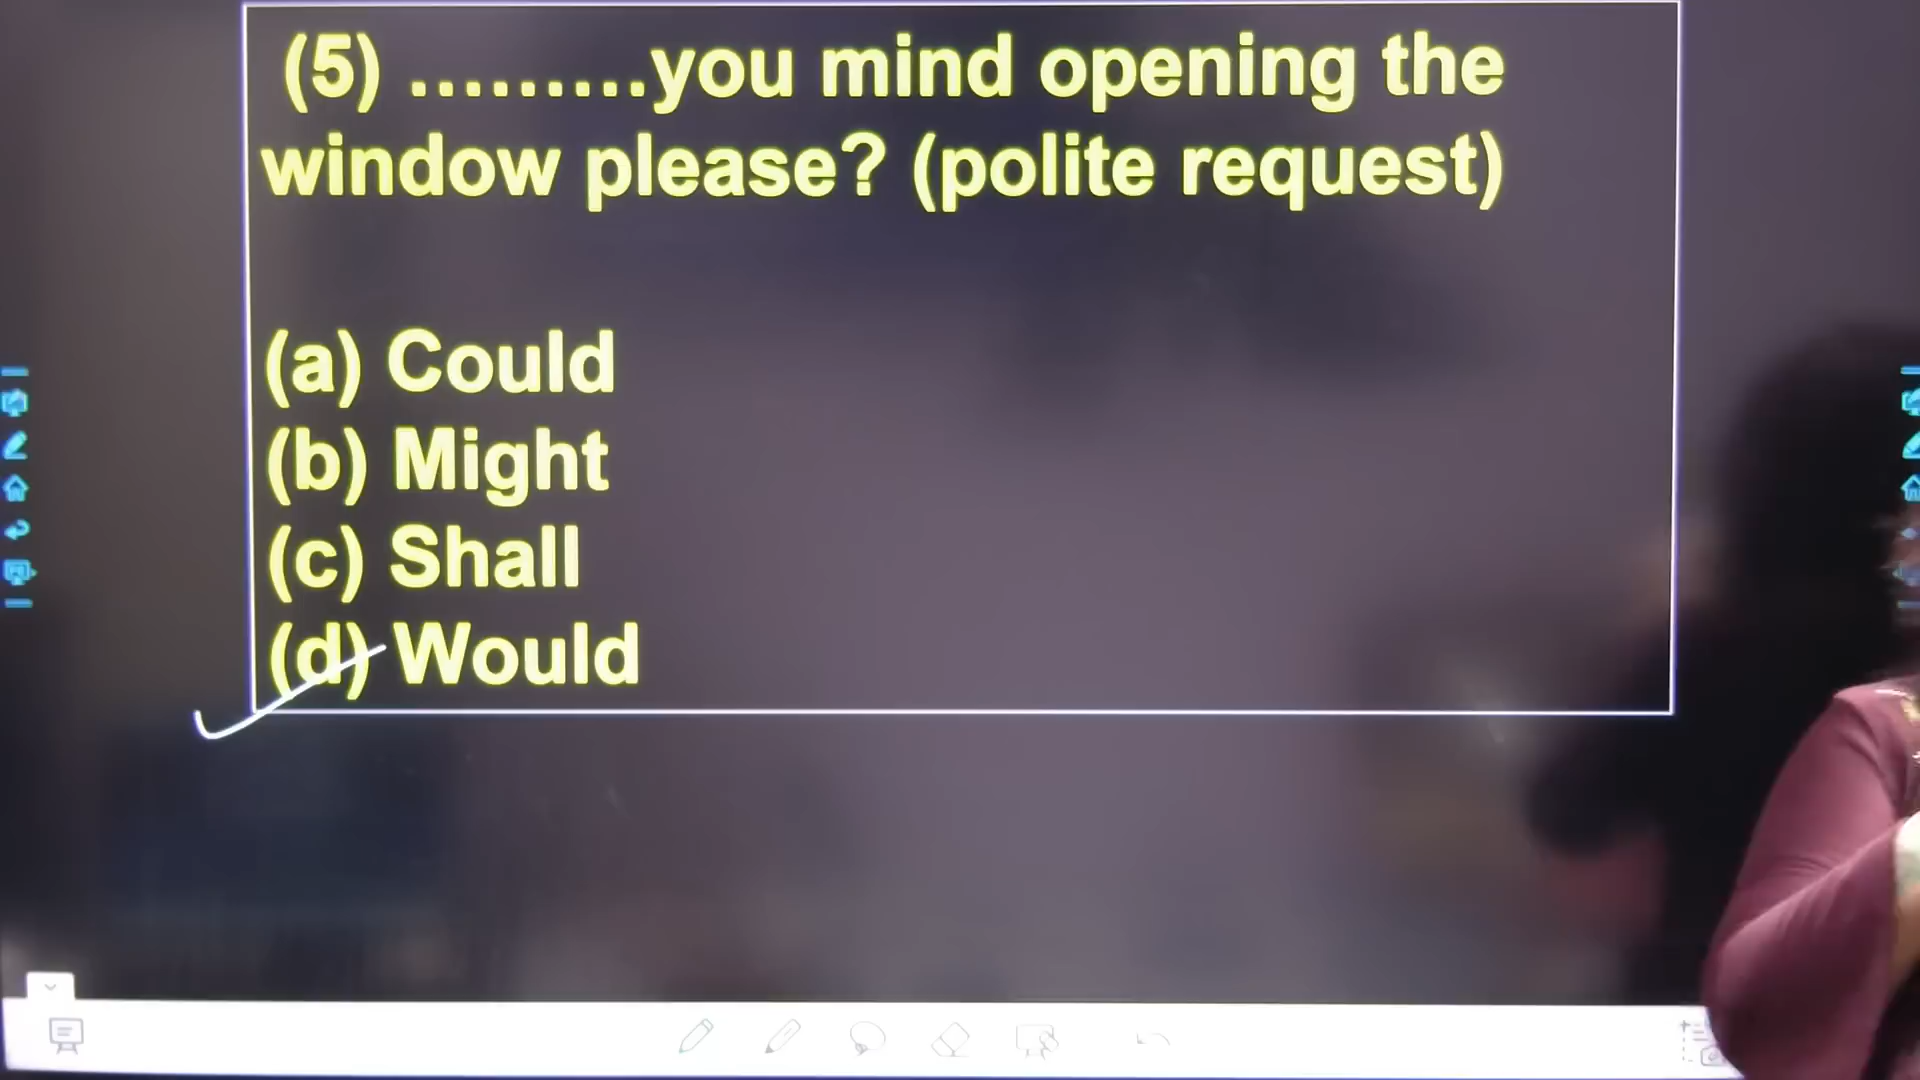 (5) .........you mind opening the
window please? (polite request)
(a) Could
(b) Might
(c) Shall
(d) Would